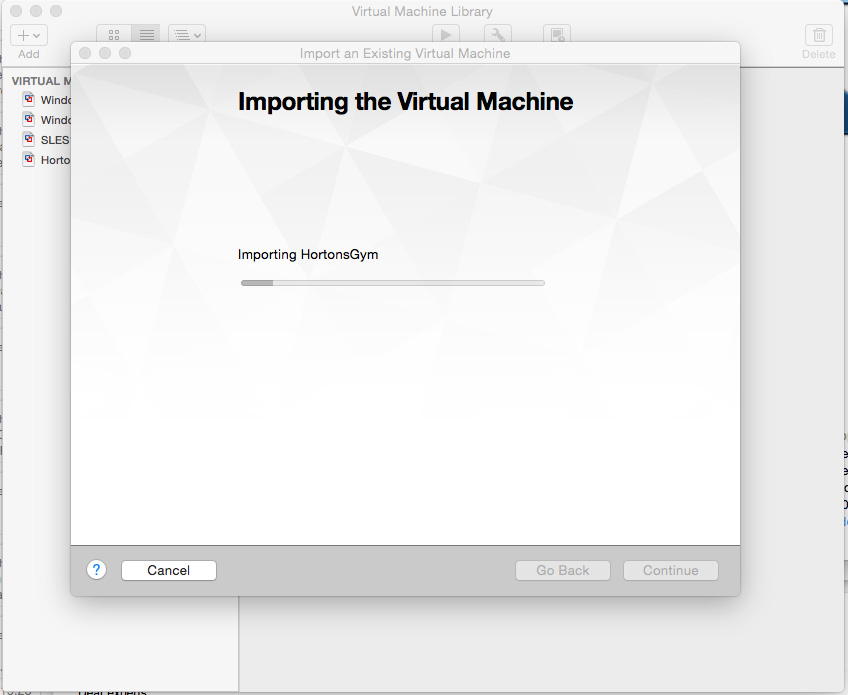 Virtual Machine Library
Add
Delete
Import an Existing Virtual Machine
VIRTUAL M
Windo
Windo
SLES
Horto
Importing the Virtual Machine
Importing HortonsGym
?
Cancel
Go Back
Continue